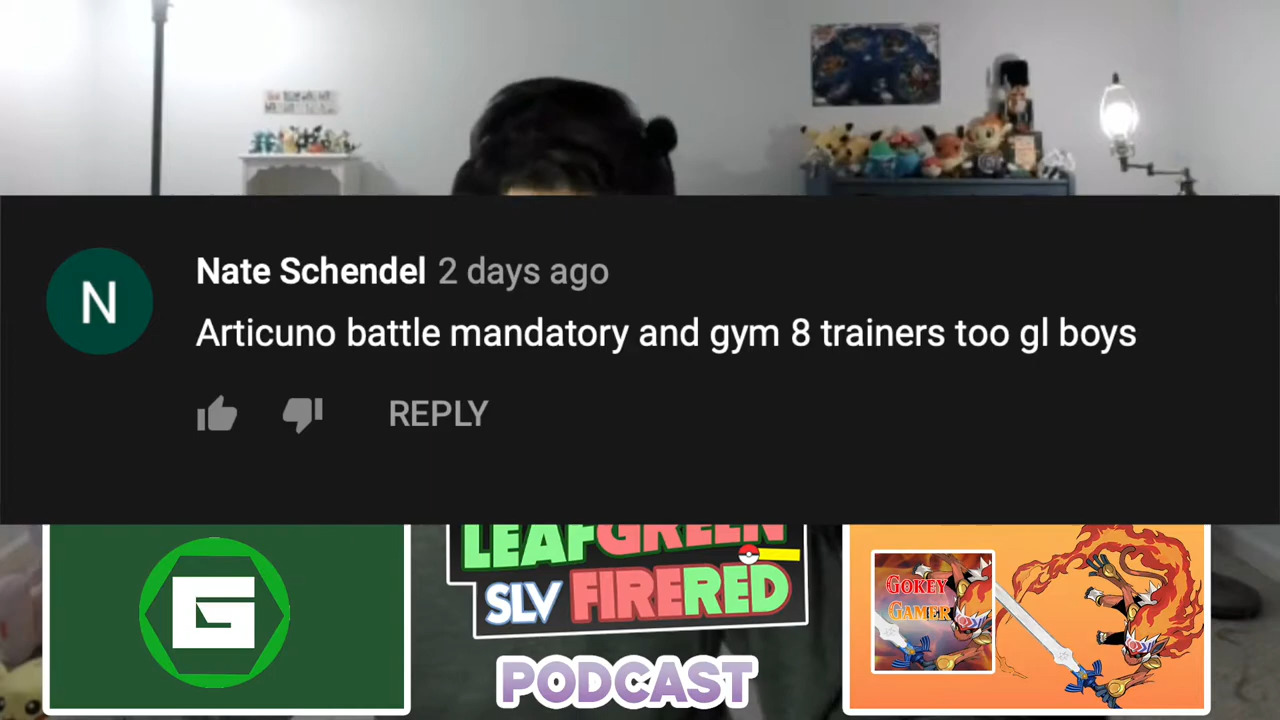 N
Nate Schendel 2 days ago
Articuno battle mandatory and gym 8 trainers too gl boys
REPLY
G
LEAFGREEN
SLV FIRERED
PODCAST
GOKEY
GAMER